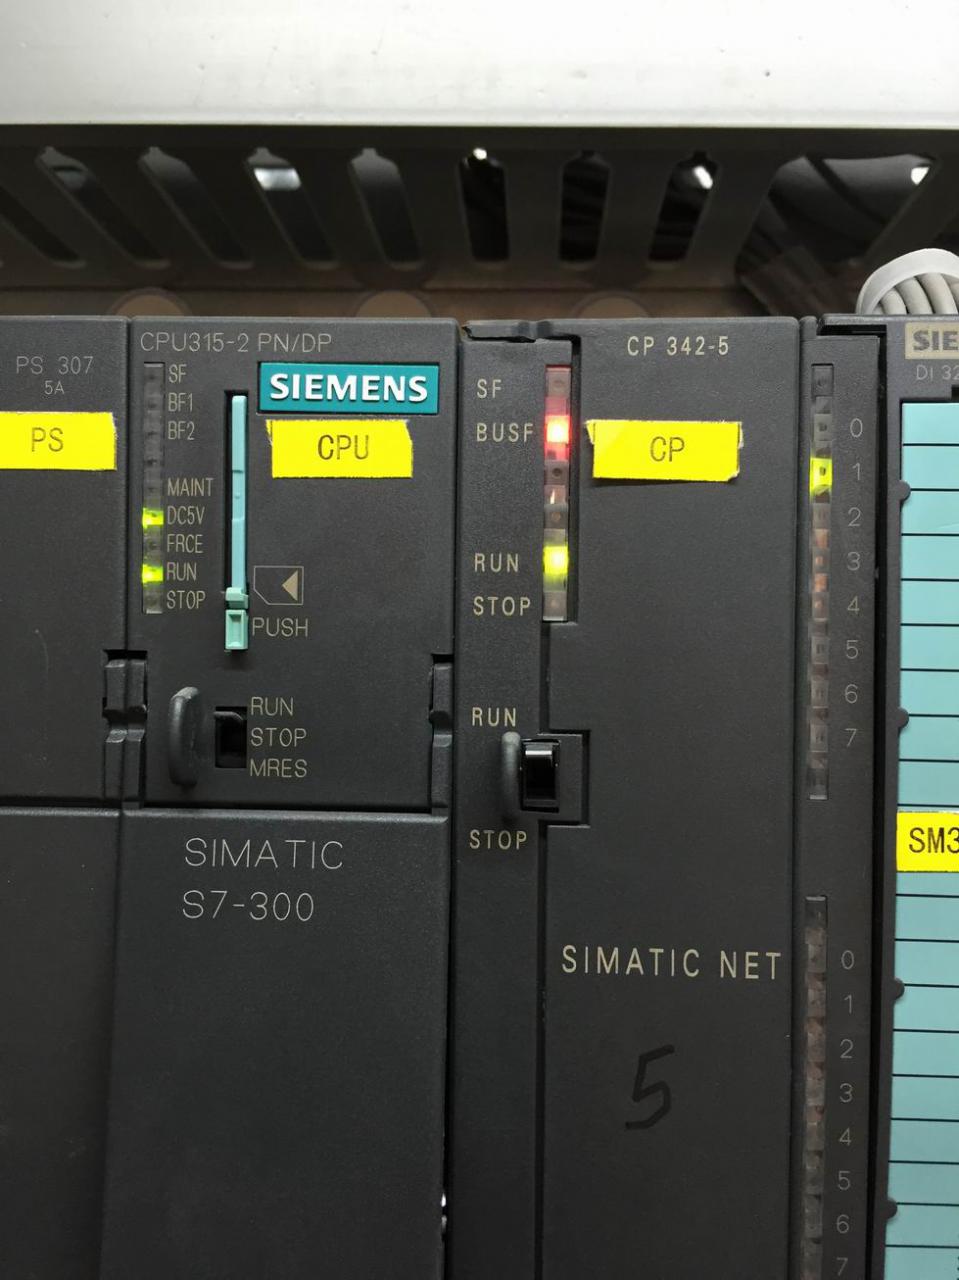 PS 307
5A
PS
CPU315-2 PN/DP
SIEMENS
CPU
SF
BF1
BF2
MAINT
DC5V
FRCE
RUN
STOP
PUSH
RUN
STOP
MRES
SIMATIC
S7-300
CP 342-5
SF
BUSF
CP
RUN
STOP
RUN
STOP
SIMATIC NET
5
0
1
2
3
4
5
6
7
0
1
2
3
4
5
6
7
SIE
DI 32
SM3